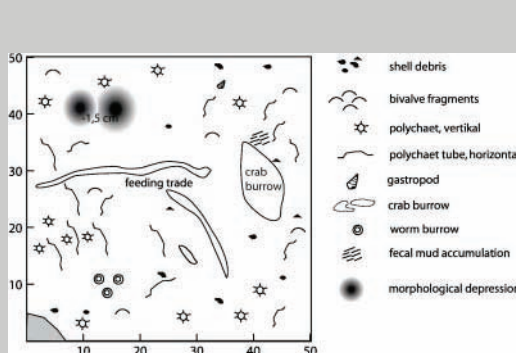 50
40
30
20
10
-1,5 cm
feeding trade
crab
burrow
10
20
30
40
50
shell debris
bivalve fragments
polychaet, vertikal
polychaet tube, horizonta
gastropod
crab burrow
worm burrow
fecal mud accumulation
morphological depression